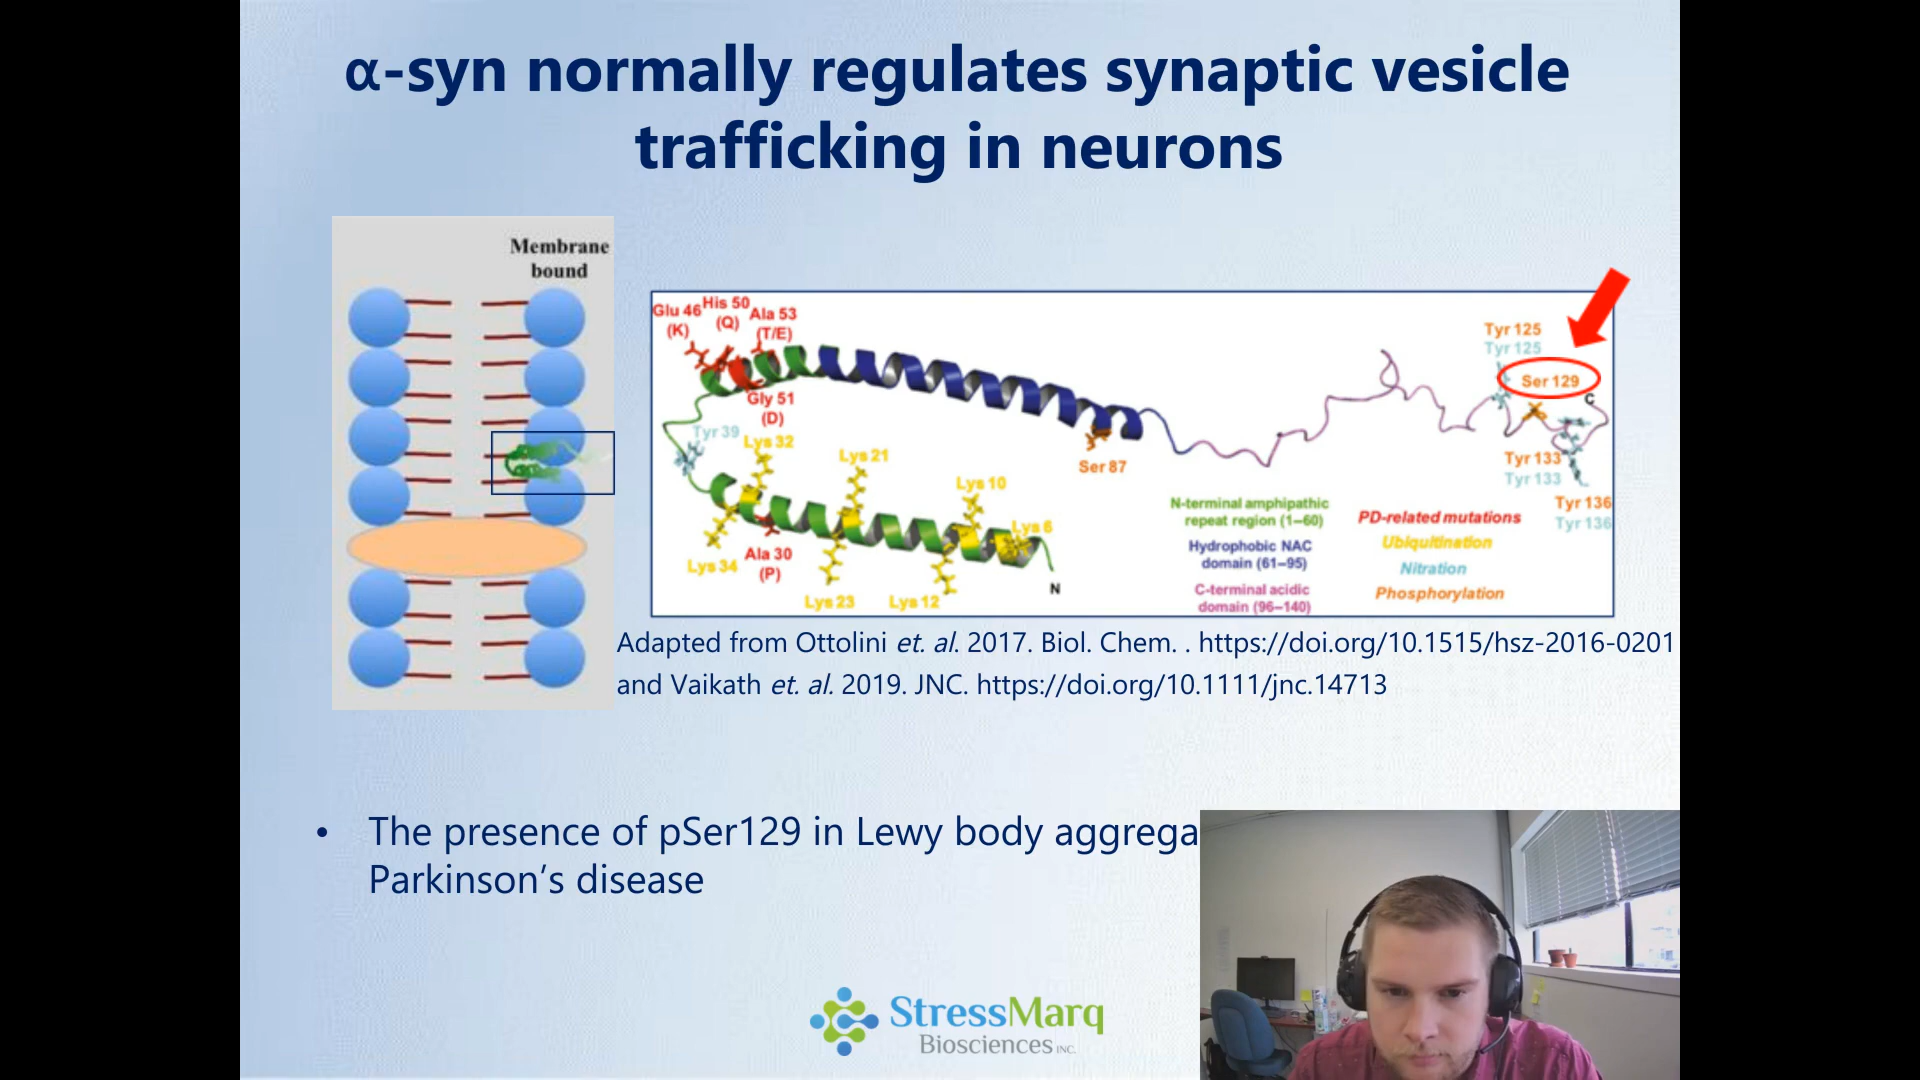 α-syn normally regulates synaptic vesicle
trafficking in neurons
Membrane
bound
Glu 46
(K)
His 50
(Q)
Ala 53
(T/E)
Gly 51
(D)
Tyr 39
Lys 32
Lys 21
Lys 10
Lys 6
Lys 34
Ala 30
(P)
Lys 23
Lys 12
N
Ser 87
Tyr 125
Tyr 125
Ser 129
C
Tyr 133
Tyr 133
Tyr 136
Tyr 136
N-terminal amphipathic
repeat region (1–60)
Hydrophobic NAC
domain (61–95)
C-terminal acidic
domain (96–140)
PD-related mutations
Ubiquitination
Nitration
Phosphorylation
Adapted from Ottolini et. al. 2017. Biol. Chem. . https://doi.org/10.1515/hsz-2016-0201
and Vaikath et. al. 2019. JNC. https://doi.org/10.1111/jnc.14713
• The presence of pSer129 in Lewy body aggrega
Parkinson’s disease
StressMarq
Biosciences INC.